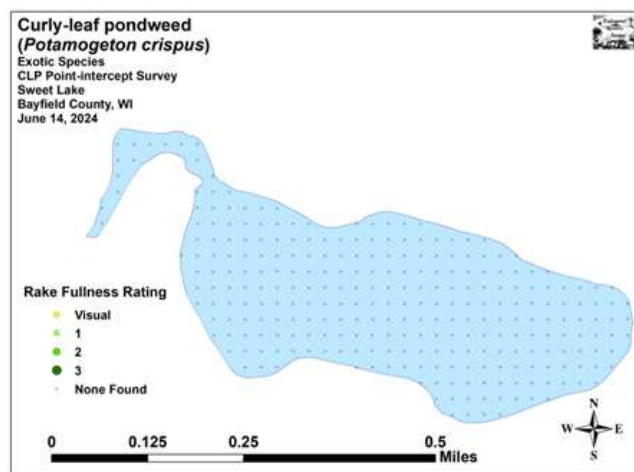 Curly-leaf pondweed
(Potamogeton crispus)
Exotic Species
CLP Point-intercept Survey
Sweet Lake
Bayfield County, WI
June 14, 2024
Rake Fullness Rating
Visual
1
2
3
None Found
0 0.125 0.25 0.5
Miles
N
W E
S